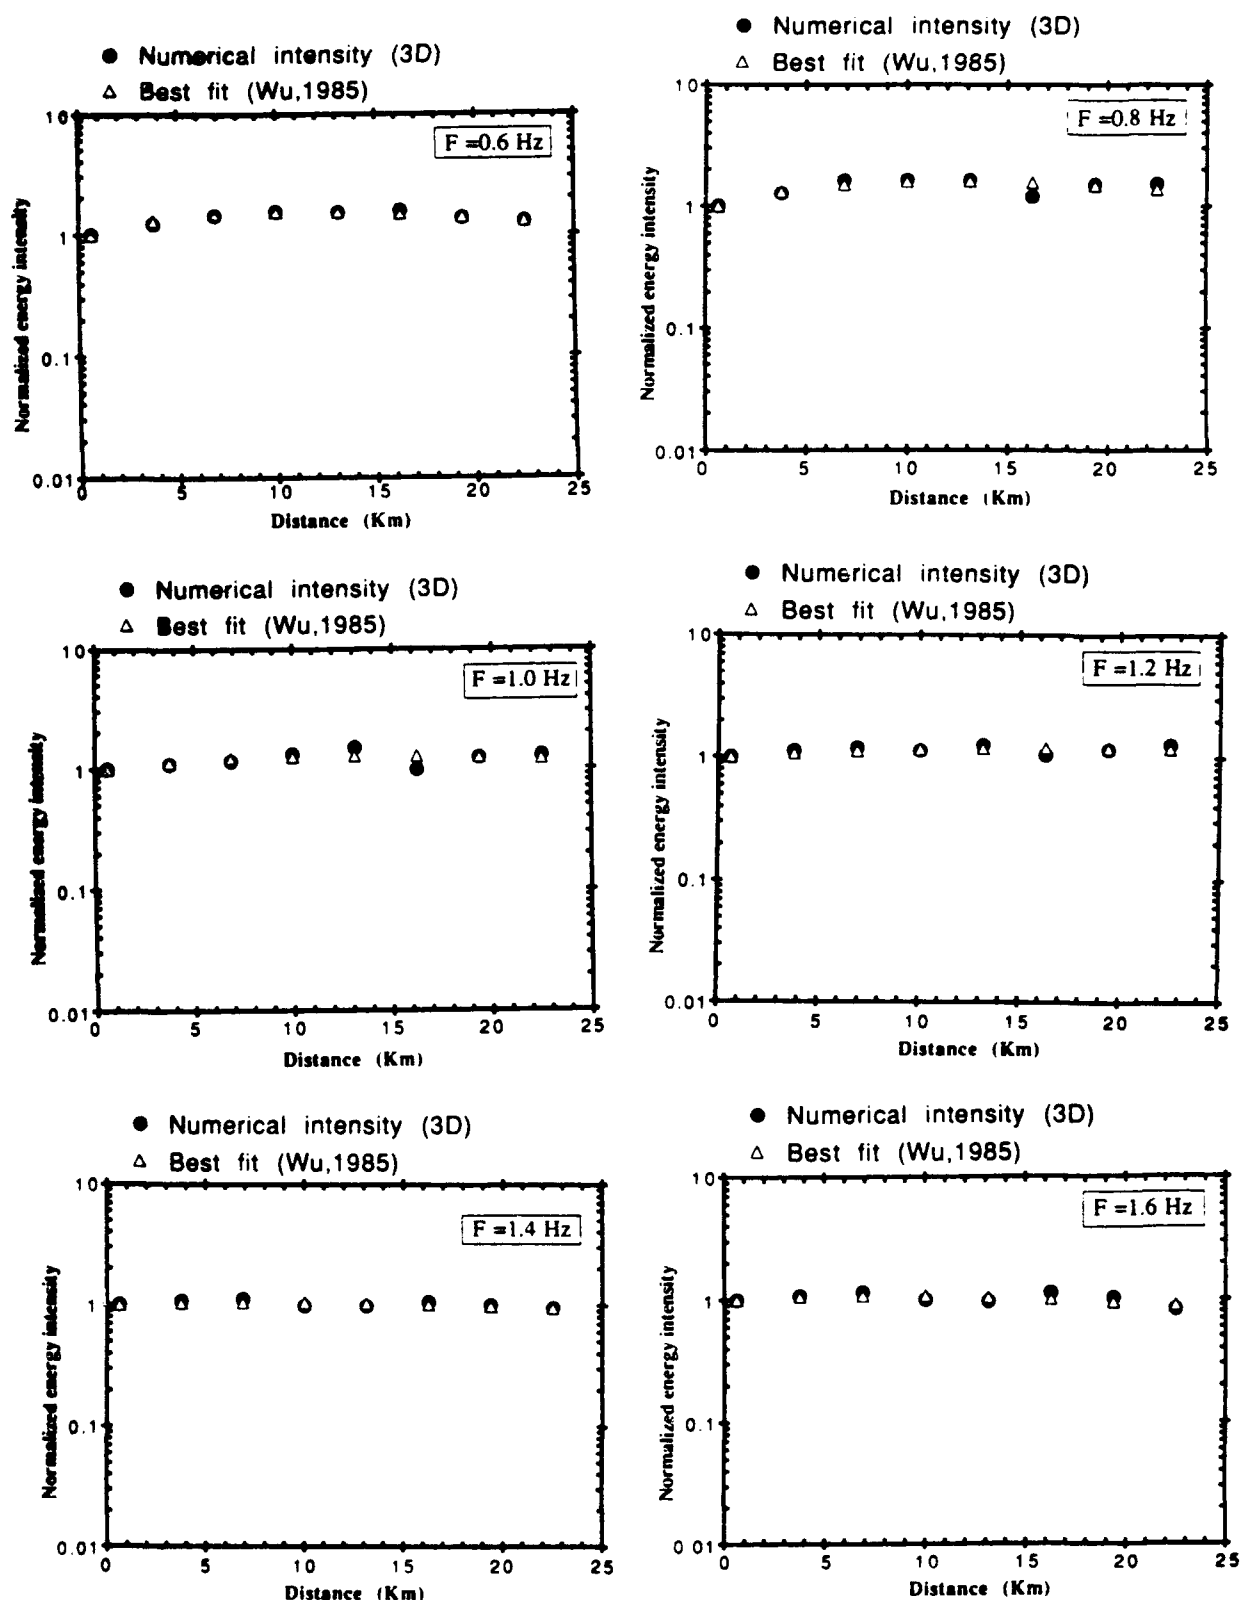 Numerical intensity (3D)
Best fit (Wu,1985)
F =0.6 Hz
10
1
0.1
0.01
Normalized energy intensity
0 5 10 15 20 25
Distance (Km)
Numerical intensity (3D)
Best fit (Wu,1985)
F =0.8 Hz
10
1
0.1
0.01
Normalized energy intensity
0 5 10 15 20 25
Distance (Km)
Numerical intensity (3D)
Best fit (Wu,1985)
F =1.0 Hz
10
1
0.1
0.01
Normalized energy intensity
0 5 10 15 20 25
Distance (Km)
Numerical intensity (3D)
Best fit (Wu,1985)
F =1.2 Hz
10
1
0.1
0.01
Normalized energy intensity
0 5 10 15 20 25
Distance (Km)
Numerical intensity (3D)
Best fit (Wu,1985)
F =1.4 Hz
10
1
0.1
0.01
Normalized energy intensity
0 5 10 15 20 25
Distance (Km)
Numerical intensity (3D)
Best fit (Wu,1985)
F =1.6 Hz
10
1
0.1
0 01
Normalized energy intensity
0 5 10 15 20 25
Distance (Km)